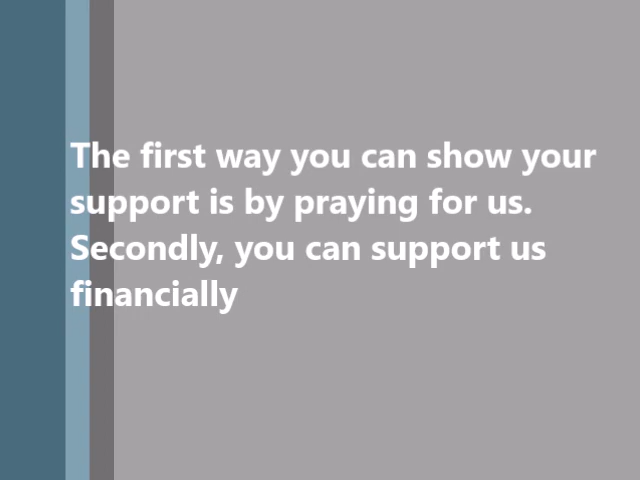 The first way you can show your
support is by praying for us.
Secondly, you can support us
financially